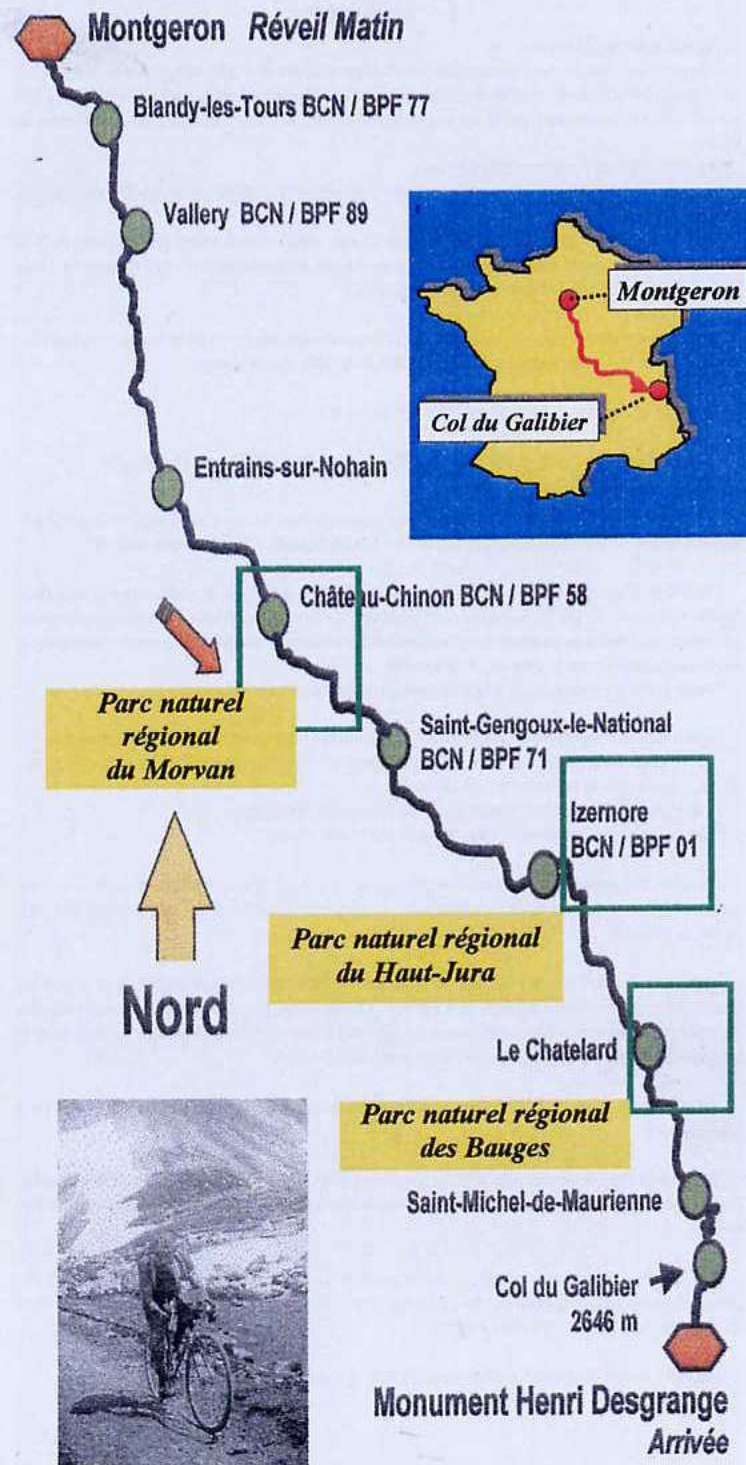 Montgeron Réveil Matin
Blandy-les-Tours BCN / BPF 77
Vallery BCN / BPF 89
Montgeron
Col du Galibier
Entrains-sur-Nohain
Château-Chinon BCN / BPF 58
Parc naturel
régional
du Morvan
Saint-Gengoux-le-National
BCN / BPF 71
Izernore
BCN / BPF 01
Parc naturel régional
du Haut-Jura
Nord
Le Chatelard
Parc naturel régional
des Bauges
Saint-Michel-de-Maurienne
Col du Galibier
2646 m
Monument Henri Desgrange
Arrivée